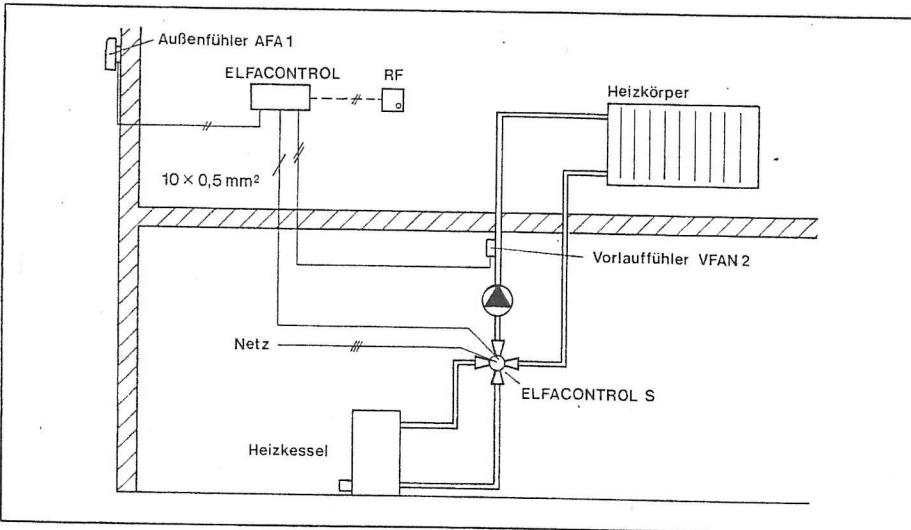 Außenfühler AFA 1
ELFACONTROL
RF
Heizkörper
10 × 0,5 mm²
Vorlauffühler VFAN 2
Netz
ELFACONTROL S
Heizkessel